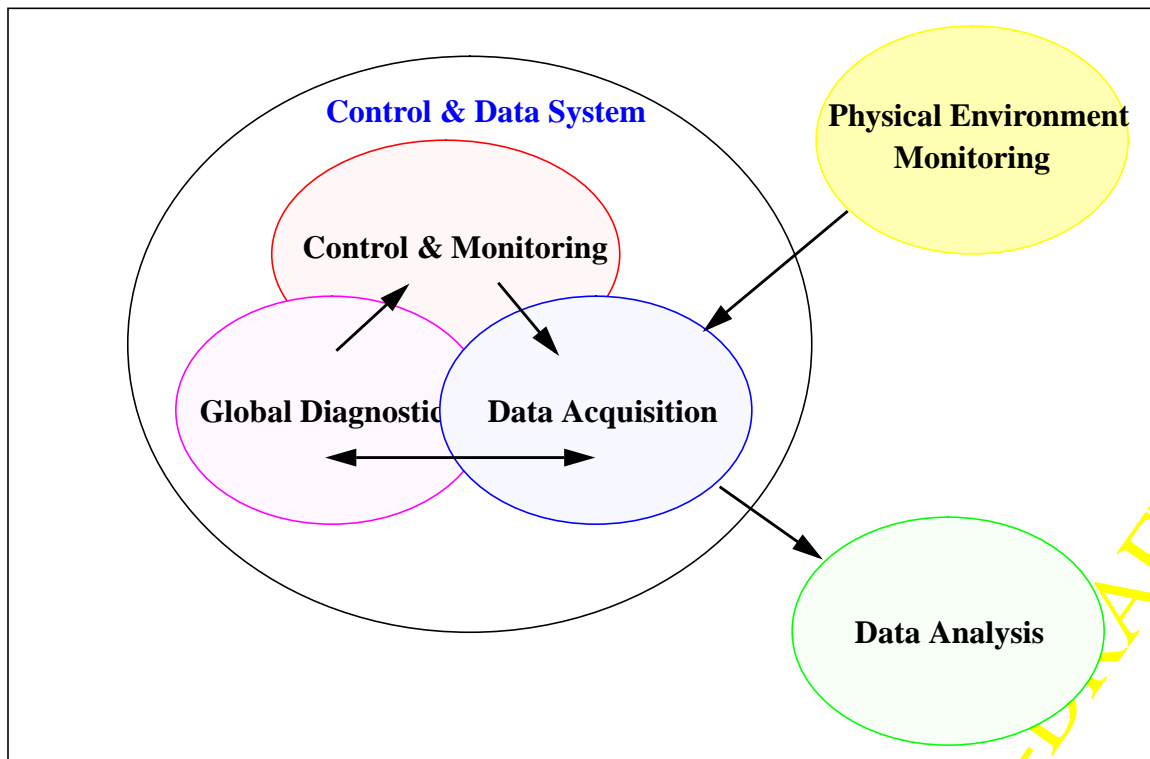 Control & Data System
Physical Environment
Monitoring
Control & Monitoring
Global Diagnostic
Data Acquisition
Data Analysis